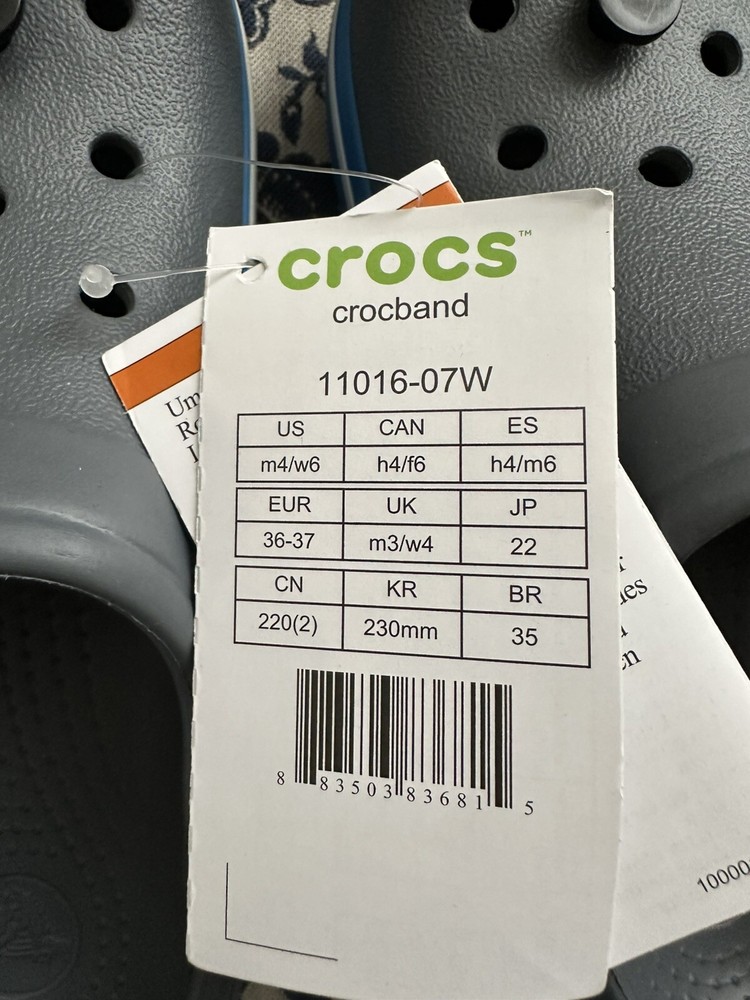 crocs™
crocband
11016-07W
US CAN ES
m4/w6 h4/f6 h4/m6
EUR UK JP
36-37 m3/w4 22
CN KR BR
220(2) 230mm 35
8 83503 83681 5
10000